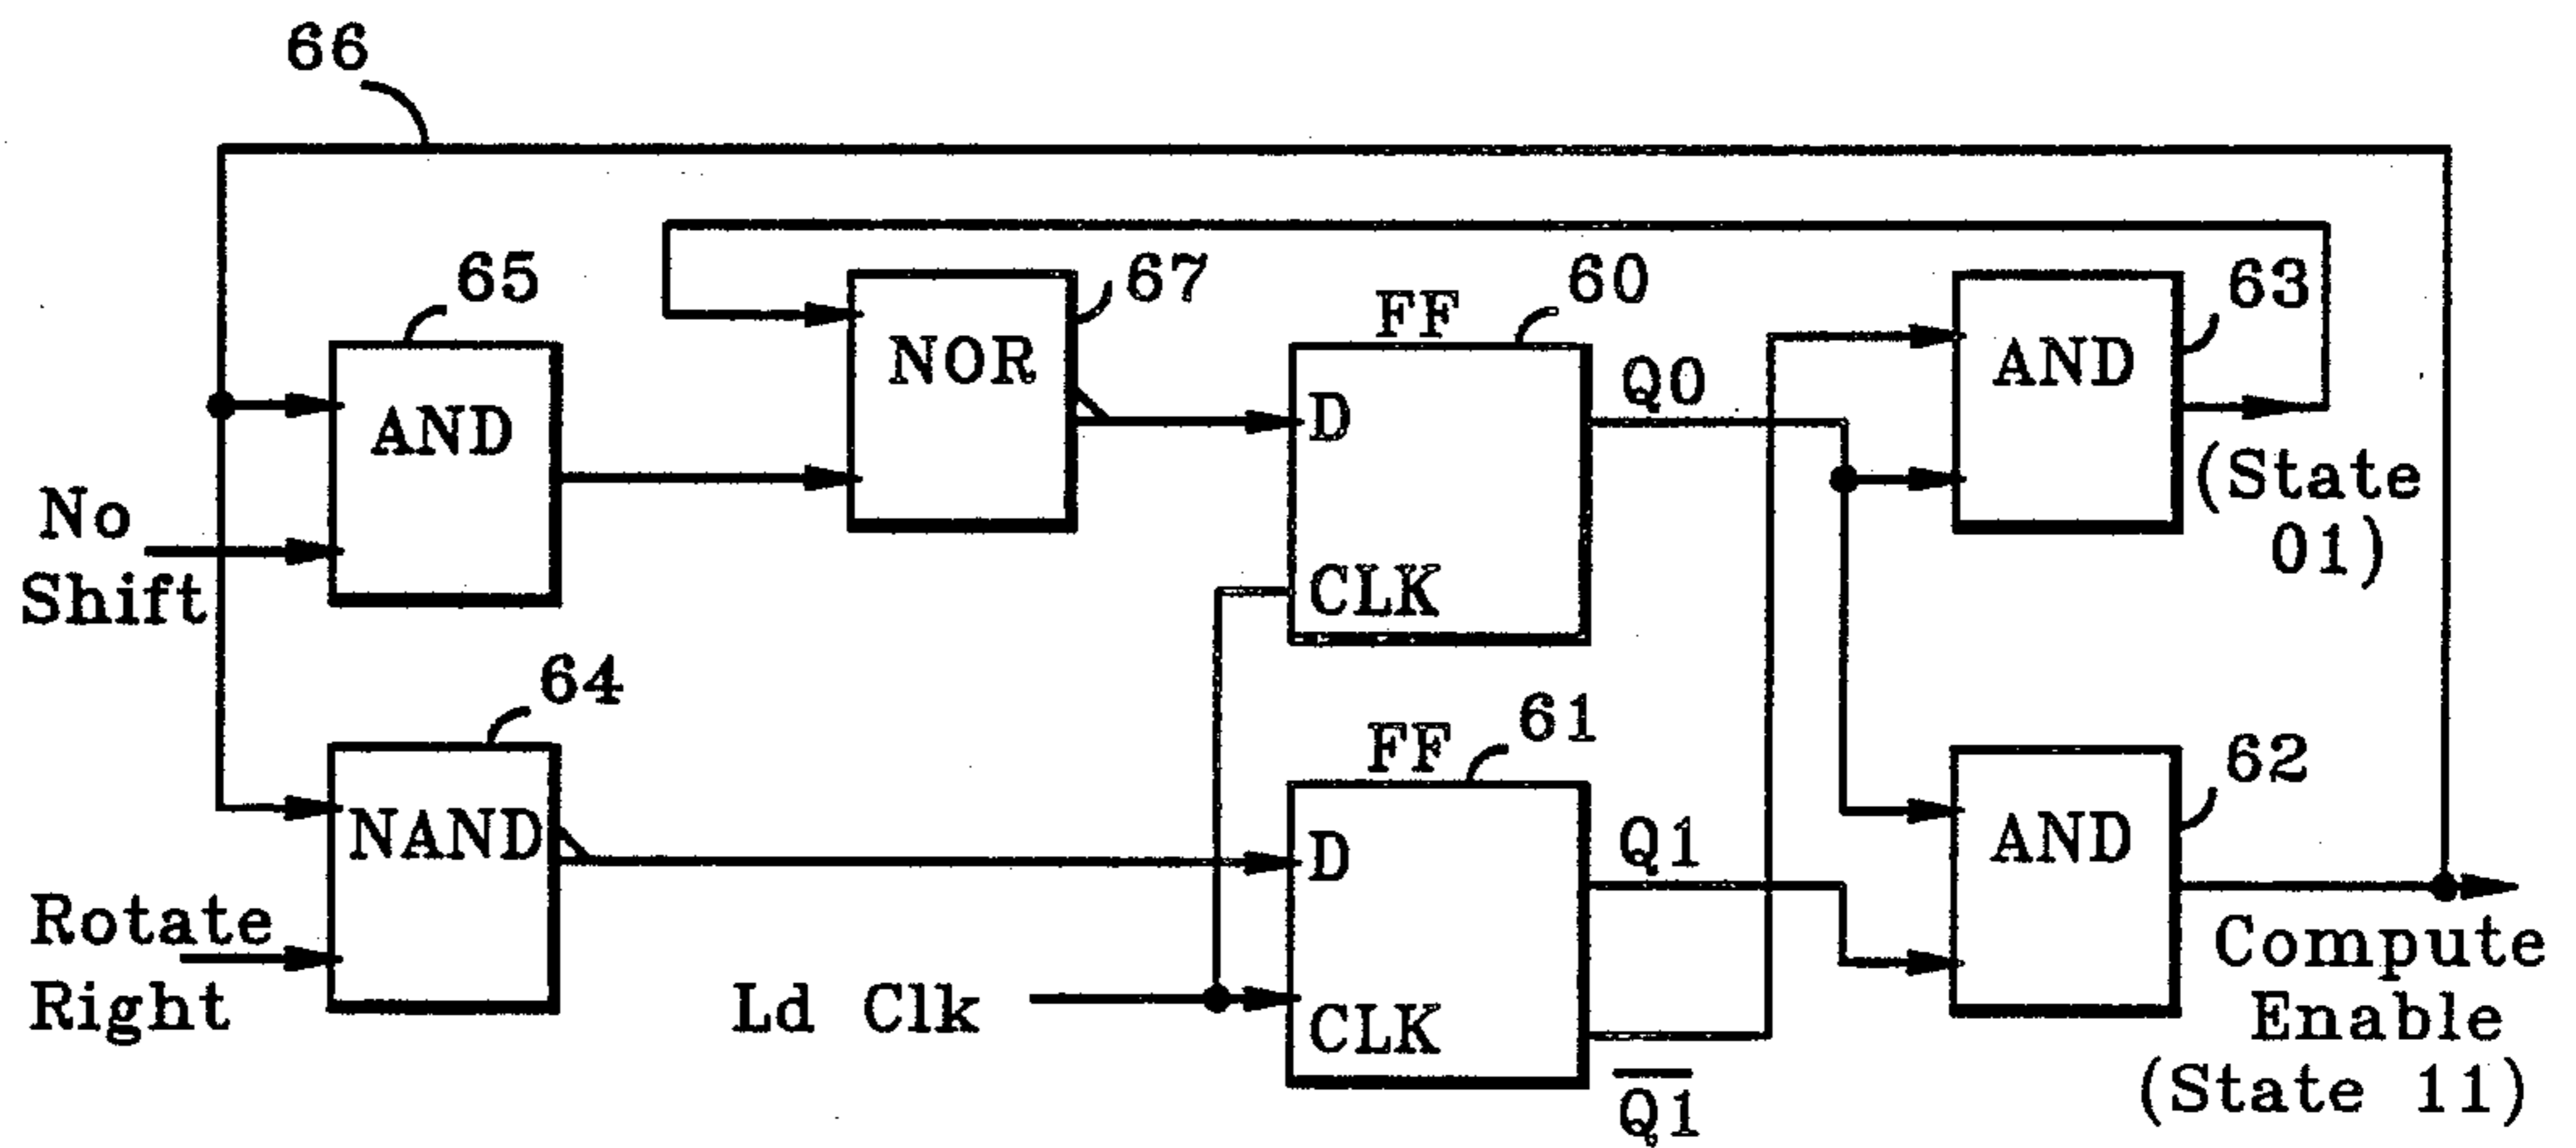 66
65
67
FF
60
63
NOR
AND
Q0
D
AND
No
Shift
(State
01)
CLK
64
FF
61
62
NAND
D
Q1
AND
Rotate
Right
Ld Clk
CLK
Q1
Compute
Enable
(State 11)